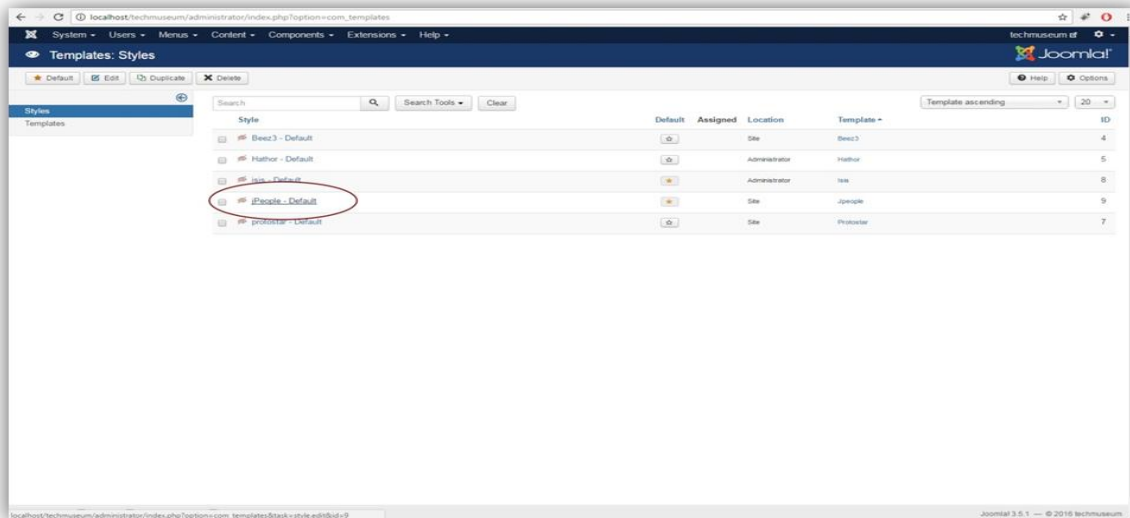 localhost/techmuseum/administrator/index.php?option=com_templates
System Users Menus Content Components Extensions Help techmuseum
Templates: Styles Joomla!
Default Edit Duplicate Delete Help Options
Search Search Tools Clear Template ascending 20
Styles
Templates
Style Default Assigned Location Template ID
Beez3 - Default Site Beez3 4
Hathor - Default Administrator Hathor 5
isis - Default Administrator Isis 8
jPeople - Default Site Jpeople 9
protostar - Default Site Protostar 7
localhost/techmuseum/administrator/index.php?option=com_templates&task=style.edit&id=9
Joomla! 3.5.1 — © 2016 techmuseum